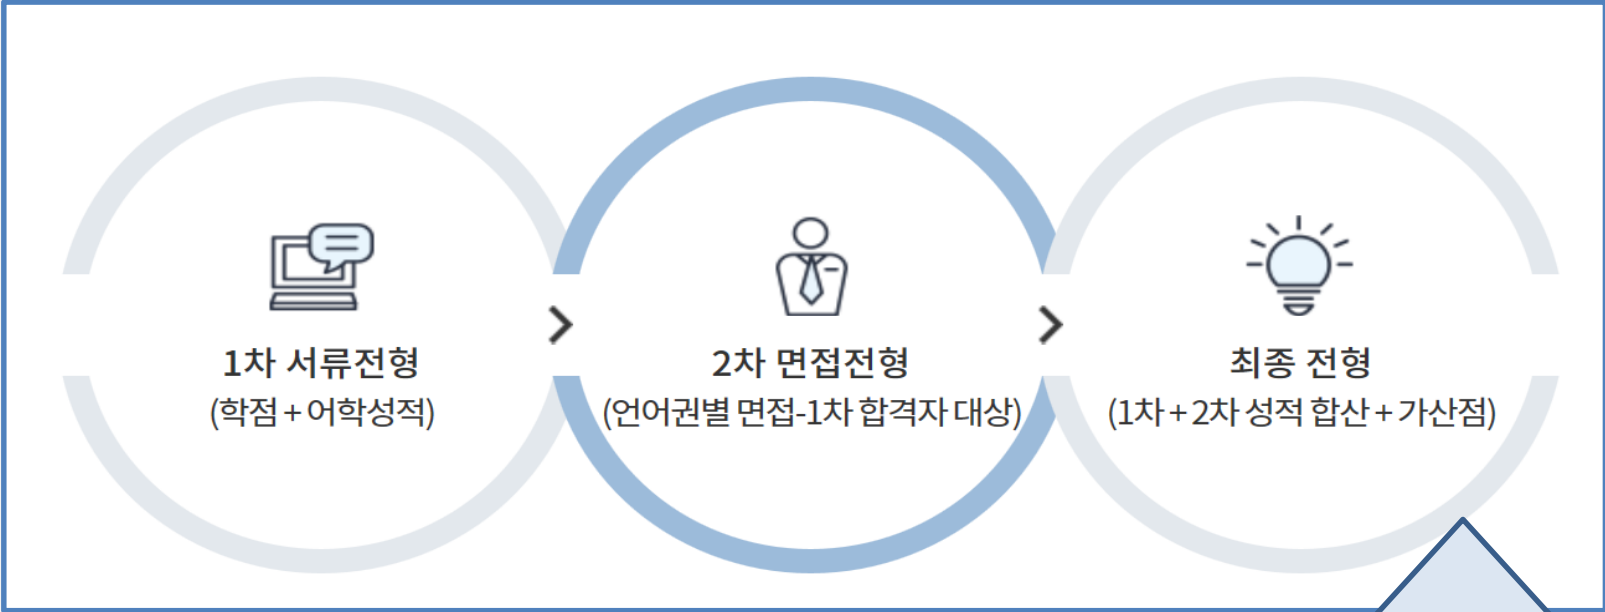 1차 서류전형
(학점 + 어학성적)
2차 면접전형
(언어권별 면접-1차 합격자 대상)
최종 전형
(1차 + 2차 성적 합산 + 가산점)